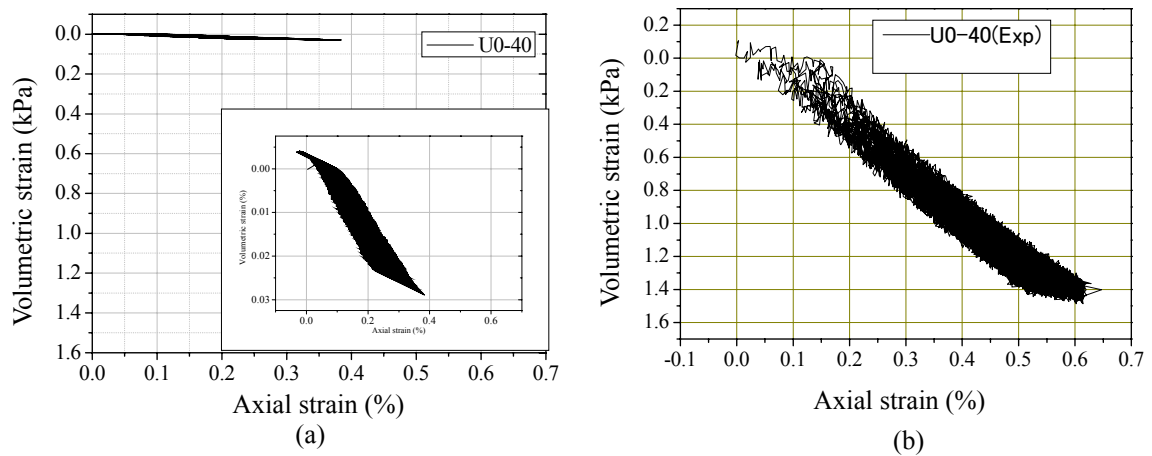 U0-40
0.0
0.2
0.4
0.6
0.8
1.0
1.2
1.4
1.6
Volumetric strain (kPa)
0.0 0.1 0.2 0.3 0.4 0.5 0.6 0.7
Axial strain (%)
0.00
0.01
0.02
0.03
Volumetric strain (%)
0.0 0.2 0.4 0.6
Axial strain (%)
(a)
U0-40(Exp)
0.2
0.0
0.2
0.4
0.6
0.8
1.0
1.2
1.4
1.6
Volumetric strain (kPa)
-0.1 0.0 0.1 0.2 0.3 0.4 0.5 0.6 0.7
Axial strain (%)
(b)